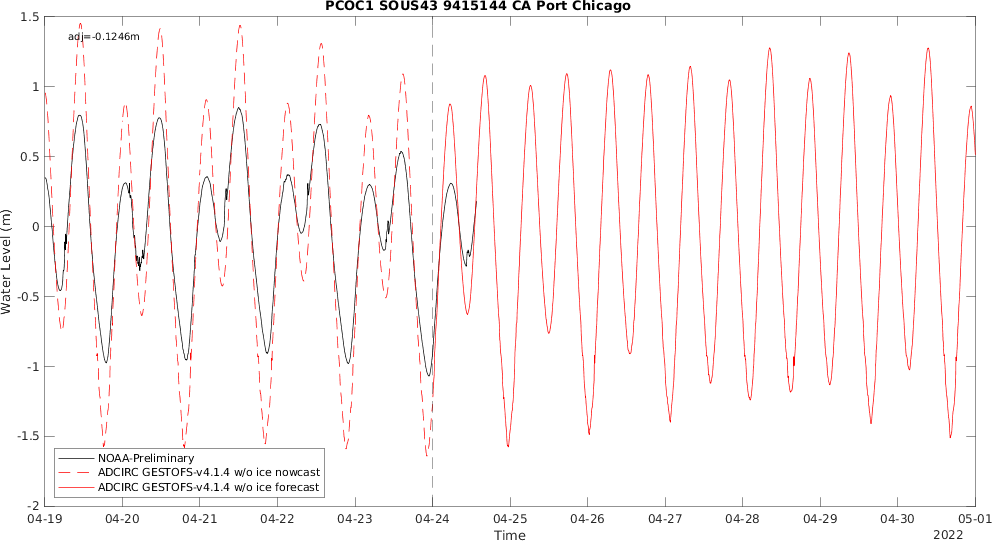 PCOC1 SOUS43 9415144 CA Port Chicago
adj=-0.1246m
1.5
1
0.5
0
-0.5
-1
-1.5
-2
Water Level (m)
NOAA-Preliminary
ADCIRC GESTOFS-v4.1.4 w/o ice nowcast
ADCIRC GESTOFS-v4.1.4 w/o ice forecast
04-19 04-20 04-21 04-22 04-23 04-24 04-25 04-26 04-27 04-28 04-29 04-30 05-01
Time
2022